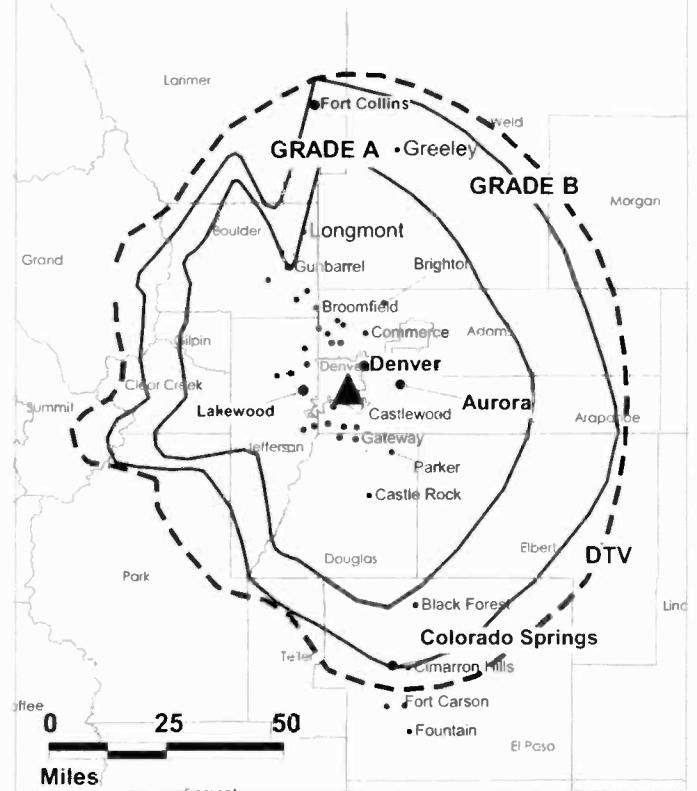 Larimer
Fort Collins
Weld
GRADE A
Greeley
GRADE B
Morgan
Boulder
Longmont
Grand
Gunbarrel
Brighton
Broomfield
Commerce
Adams
Gilpin
Denver
Denver
Clear Creek
Lakewood
Aurora
Summit
Castlewood
Arapahoe
Gateway
Jefferson
Parker
Castle Rock
Elbert
DTV
Douglas
Park
Black Forest
Linc
Colorado Springs
Teller
Cimarron Hills
Fort Carson
affee
0 25 50
Fountain
El Paso
Miles